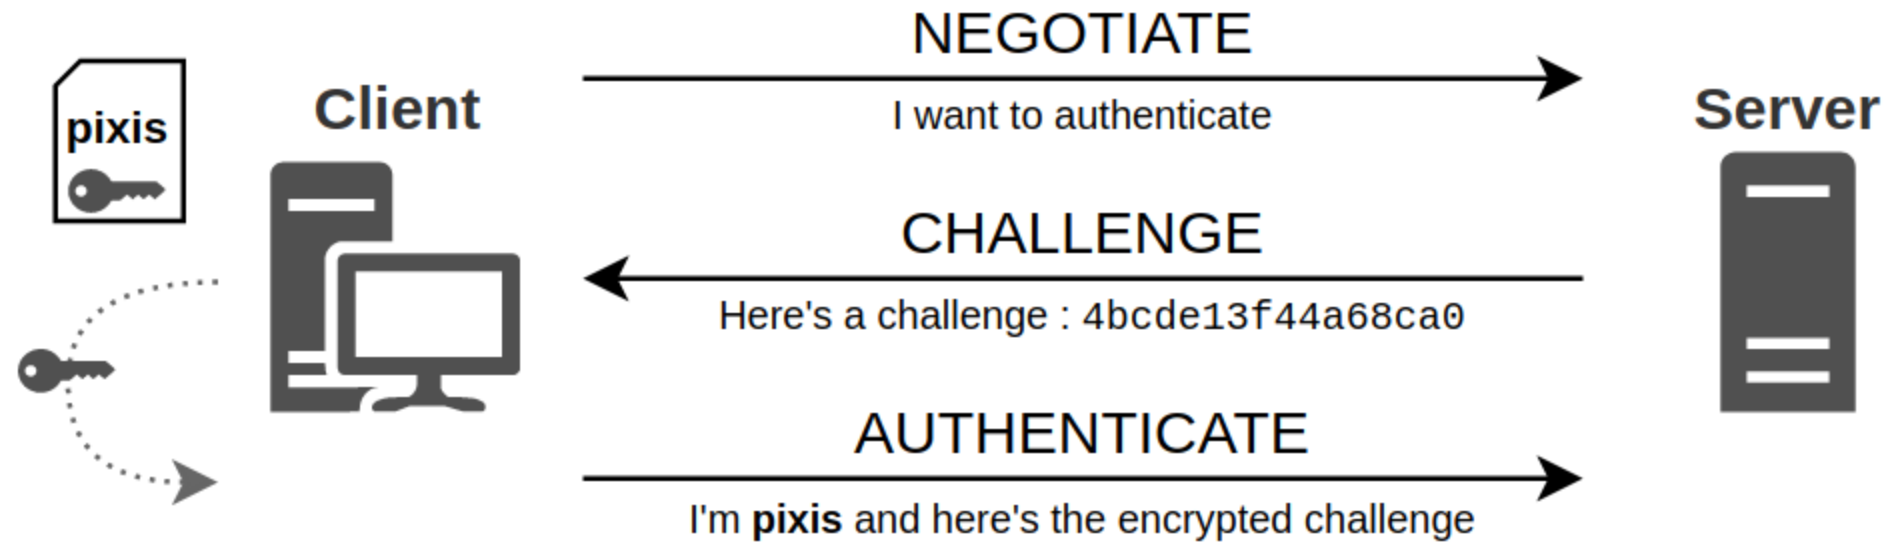 pixis
Client
NEGOTIATE
I want to authenticate
CHALLENGE
Here's a challenge : 4bcde13f44a68ca0
AUTHENTICATE
I'm pixis and here's the encrypted challenge
Server